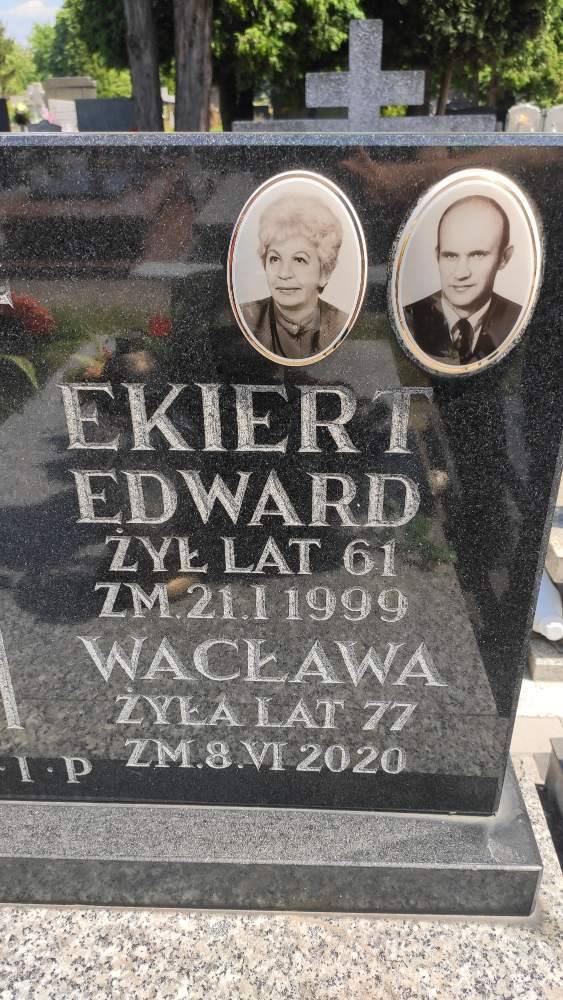 EKIERT
EDWARD
ŻYŁ LAT 61
ZM.21.I 1999
WACŁAWA
ŻYŁA LAT 77
ZM.8.VI 2020
.I.P